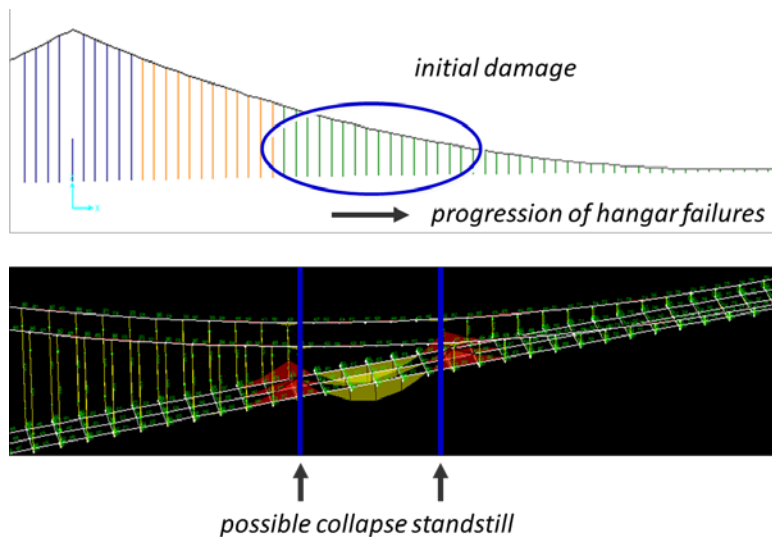 initial damage
progression of hangar failures
possible collapse standstill